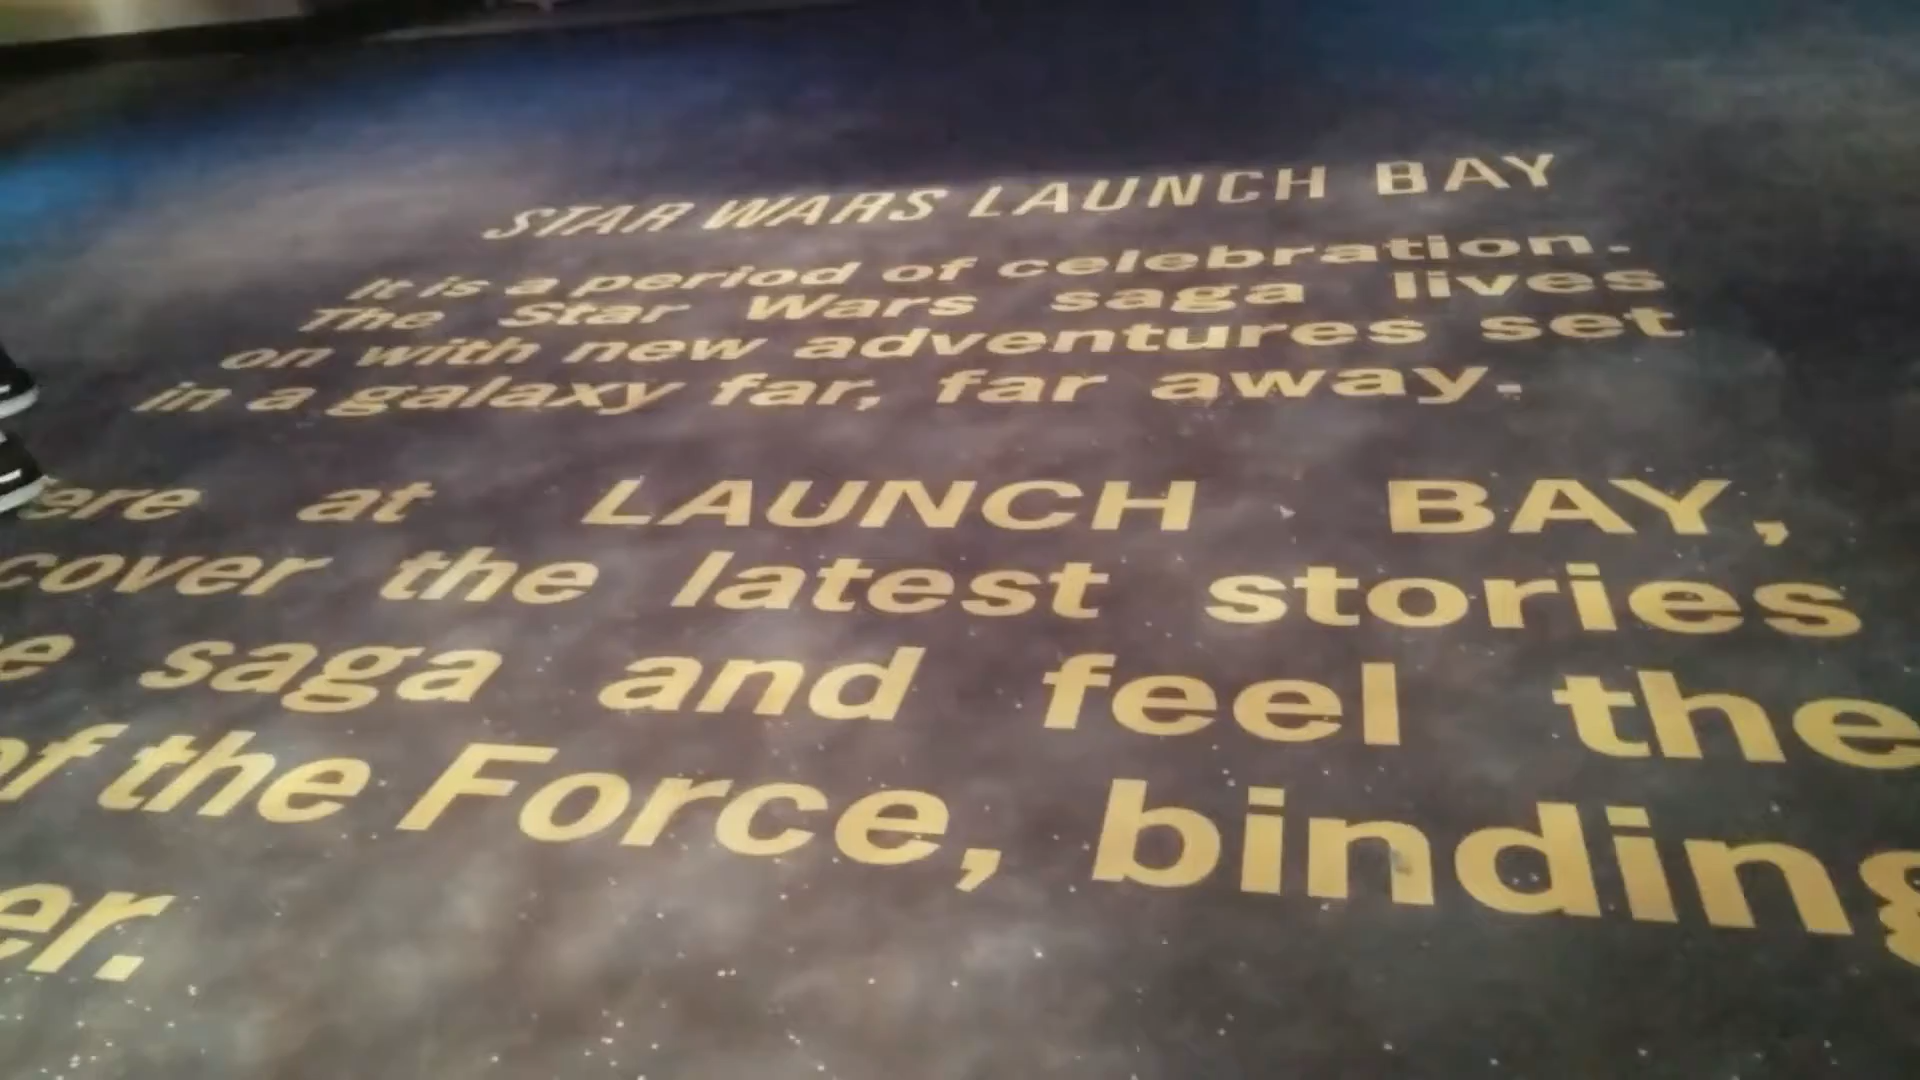 STAR WARS LAUNCH BAY
It is a period of celebration.
The Star Wars saga lives
on with new adventures set
in a galaxy far, far away.
ere at LAUNCH BAY,
cover the latest stories
e saga and feel the
of the Force, binding
er.